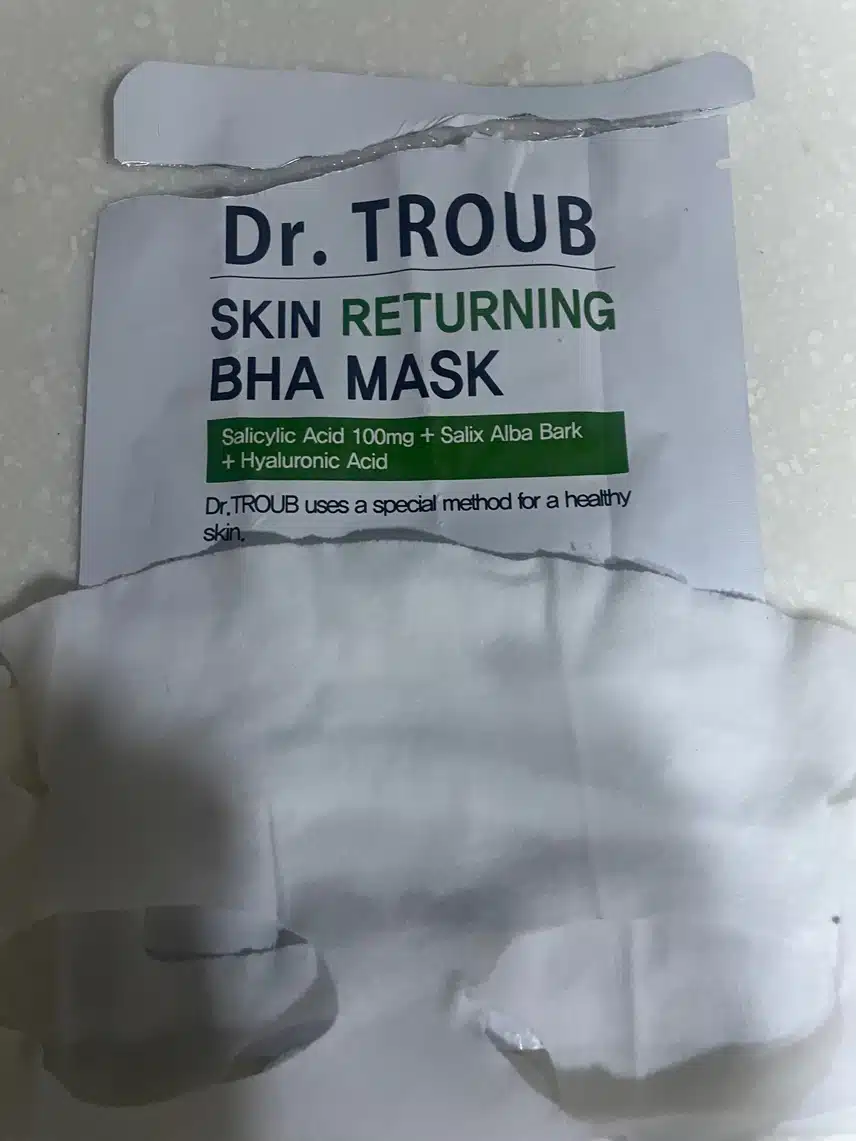 Dr. TROUB
SKIN RETURNING
BHA MASK
Salicylic Acid 100mg + Salix Alba Bark
+ Hyaluronic Acid
Dr.TROUB uses a special method for a healthy
skin.